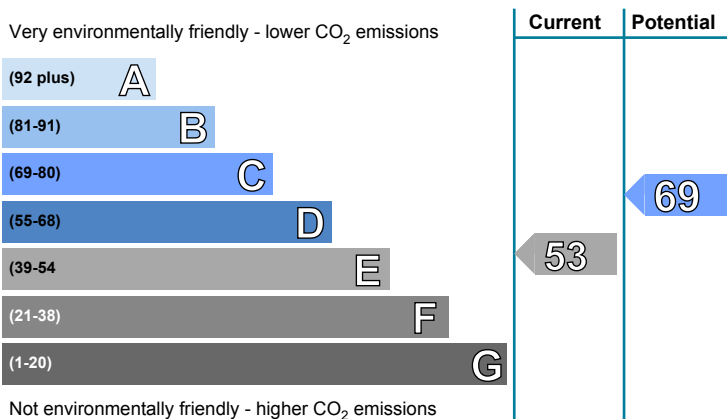 Current Potential
Very environmentally friendly - lower CO₂ emissions
(92 plus) A
(81-91) B
(69-80) C
69
(55-68) D
53
(39-54 E
(21-38) F
(1-20) G
Not environmentally friendly - higher CO₂ emissions